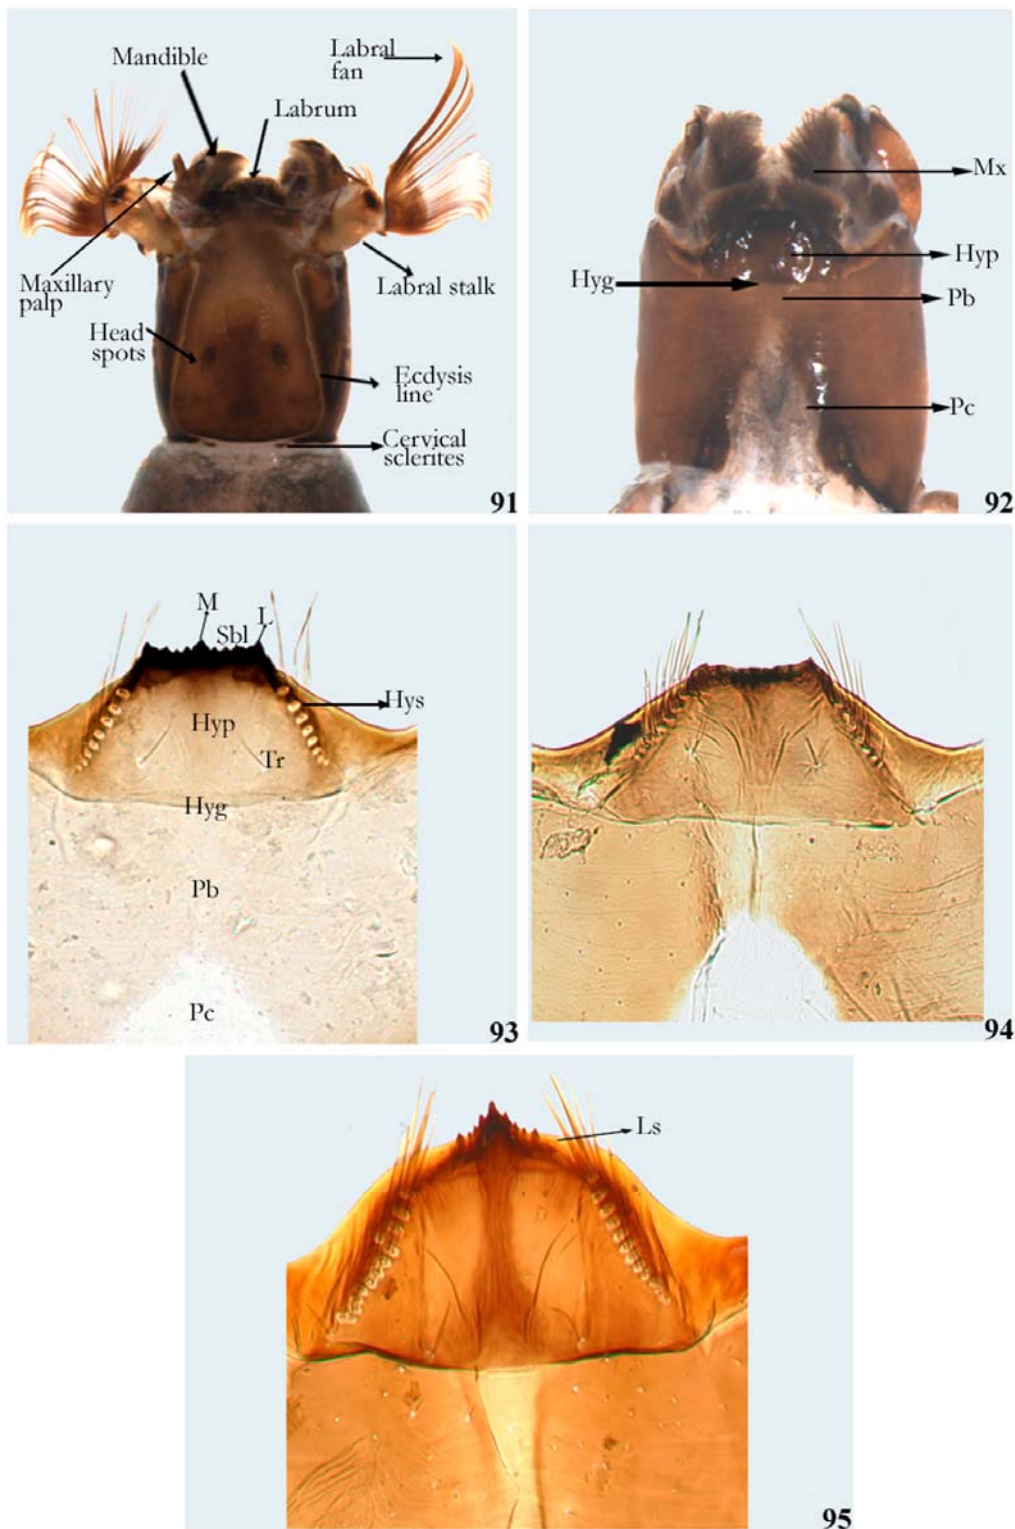 Mandible
Labral
fan
Labrum
Maxillary
palp
Labral stalk
Head
spots
Ecdysis
line
Cervical
sclerites
91
Mx
Hyp
Hyg
Pb
Pc
92
M
Sbl
L
Hys
Hyp
Tr
Hyg
Pb
Pc
93
94
Ls
95